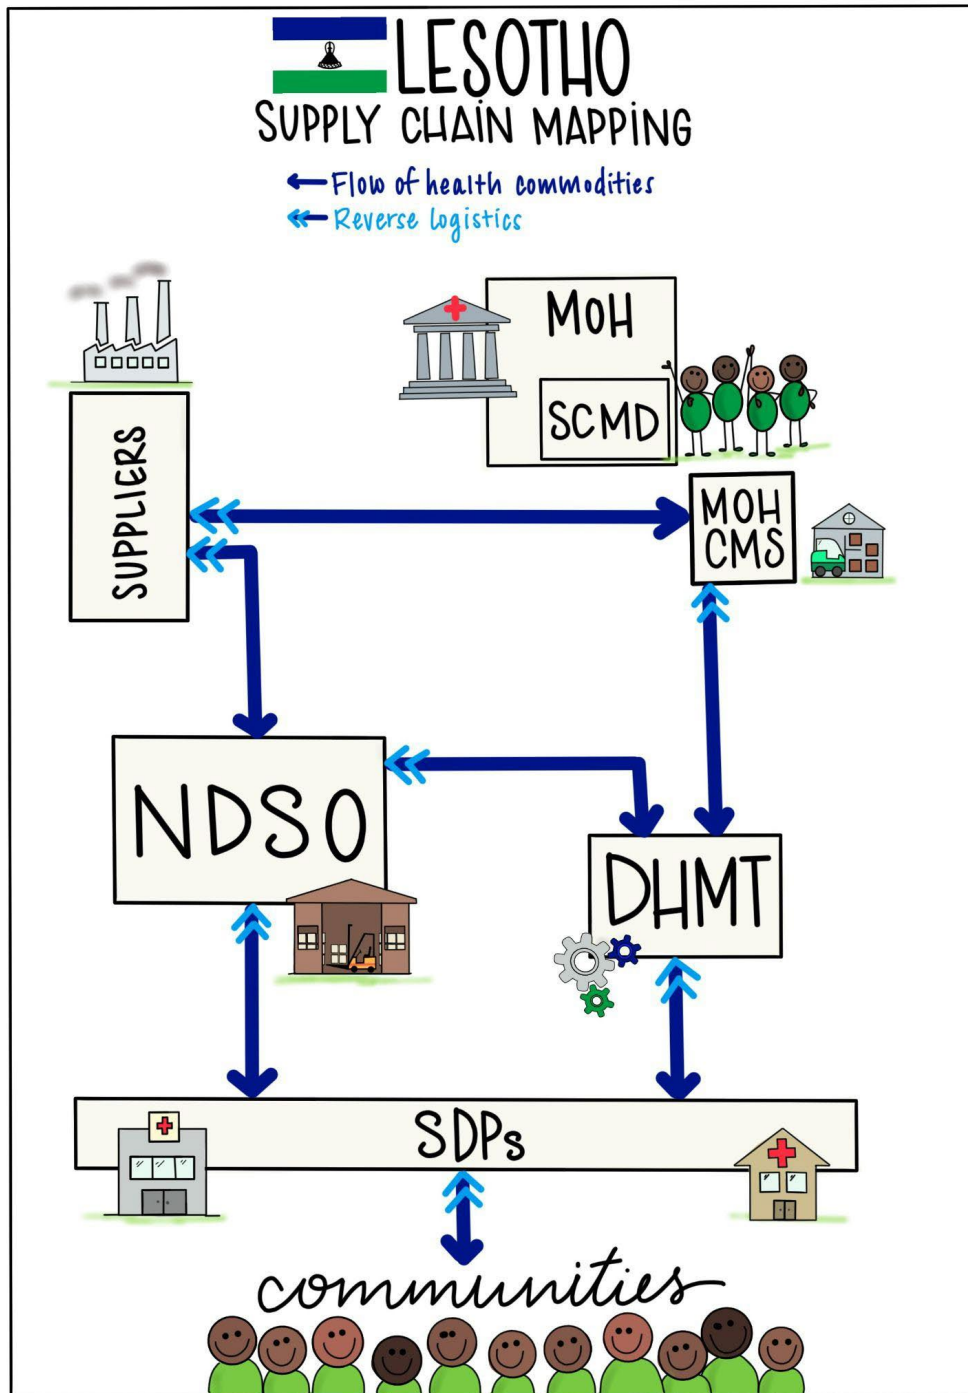 LESOTHO
SUPPLY CHAIN MAPPING
Flow of health commodities
Reverse logistics
MOH
SCMD
SUPPLIERS
MOH
CMS
NDSO
DHMT
SDPs
communities